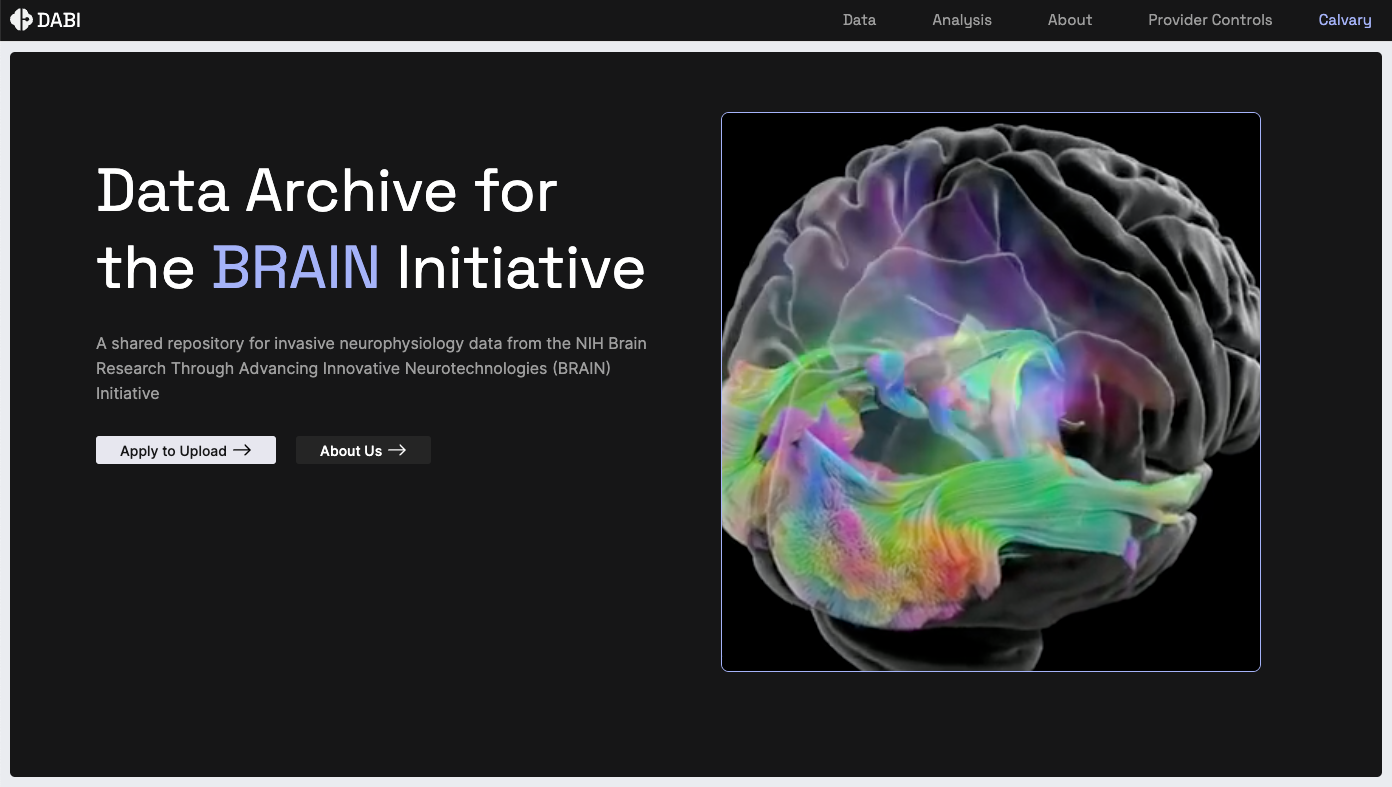 DABI
Data
Analysis
About
Provider Controls
Calvary
Data Archive for
the BRAIN Initiative
A shared repository for invasive neurophysiology data from the NIH Brain
Research Through Advancing Innovative Neurotechnologies (BRAIN)
Initiative
Apply to Upload →
About Us →